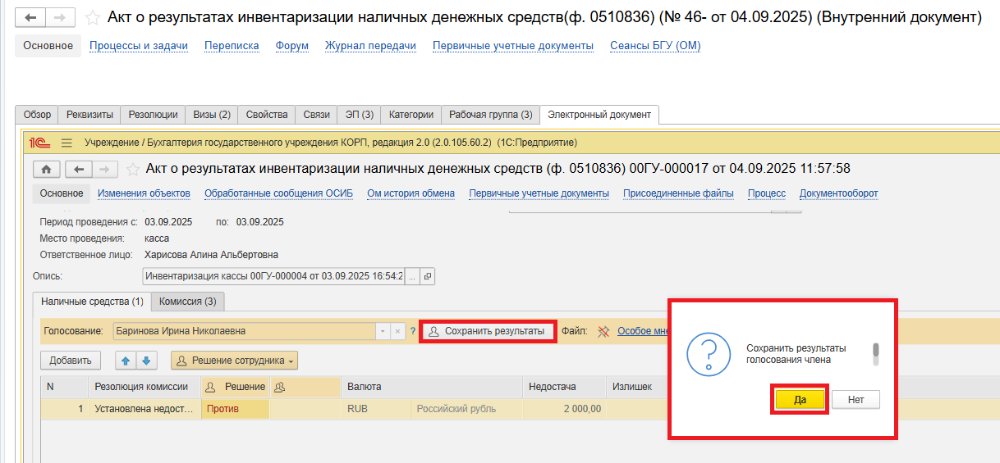 Акт о результатах инвентаризации наличных денежных средств(ф. 0510836) (№ 46- от 04.09.2025) (Внутренний документ)
Основное Процессы и задачи Переписка Форум Журнал передачи Первичные учетные документы Сеансы БГУ (ОМ)
Обзор Реквизиты Резолюции Визы (2) Свойства Связи ЭП (3) Категории Рабочая группа (3) Электронный документ
1С Учреждение / Бухгалтерия государственного учреждения КОРП, редакция 2.0 (2.0.105.60.2) (1С:Предприятие)
Акт о результатах инвентаризации наличных денежных средств (ф. 0510836) 00ГУ-000017 от 04.09.2025 11:57:58
Основное Изменения объектов Обработанные сообщения ОСИБ Ом история обмена Первичные учетные документы Присоединенные файлы Процесс Документооборот
Период проведения с: 03.09.2025 по: 03.09.2025
Место проведения: касса
Ответственное лицо: Харисова Алина Альбертовна
Опись: Инвентаризация кассы 00ГУ-000004 от 03.09.2025 16:54:2 ...
Наличные средства (1) Комиссия (3)
Голосование: Баринова Ирина Николаевна ? Сохранить результаты Файл: Особое мне
Добавить Решение сотрудника
N Резолюция комиссии Решение Валюта Недостача Излишек
1 Установлена недост... Против RUB Российский рубль 2 000,00
Сохранить результаты
голосования члена
Да Нет